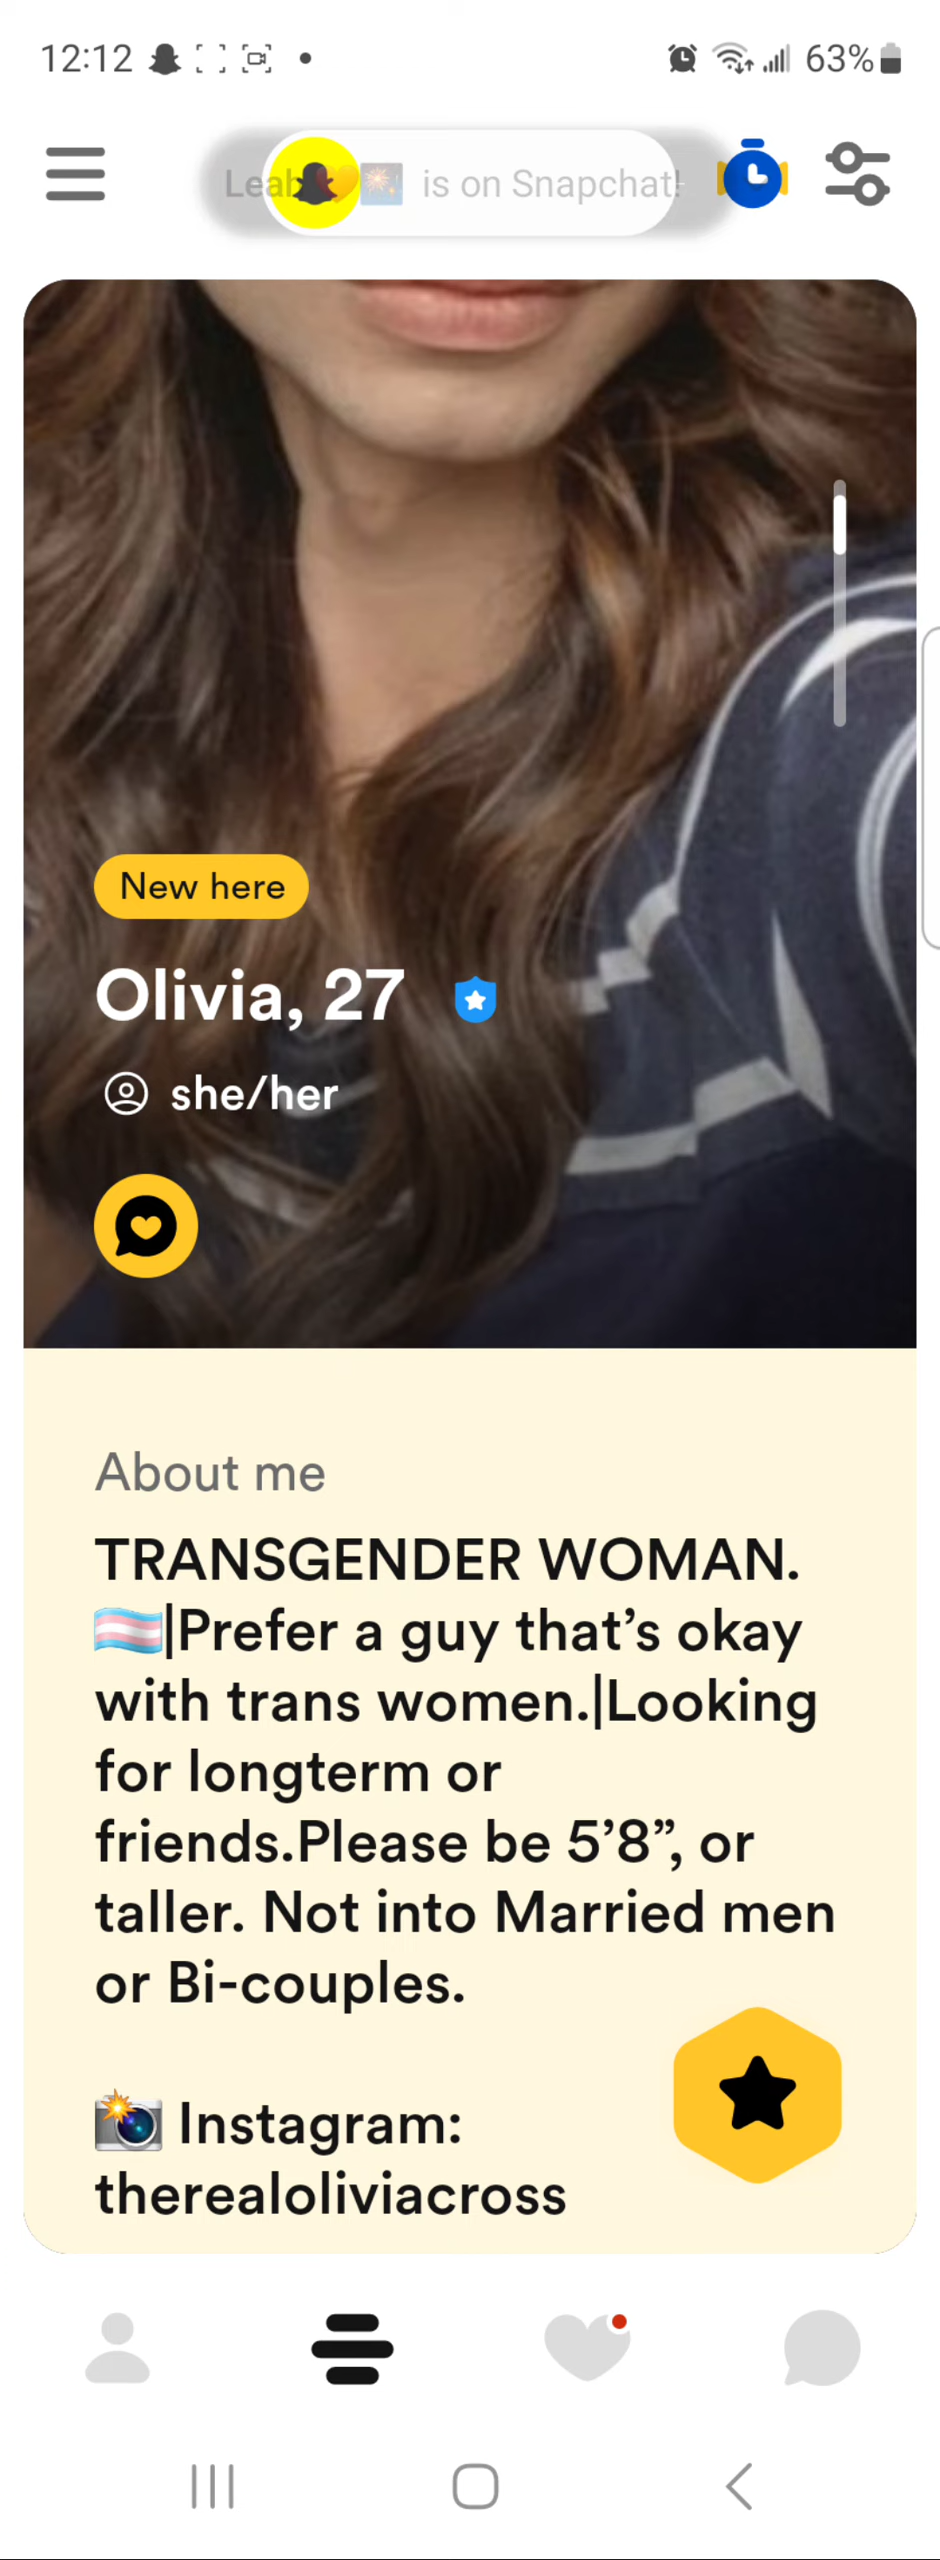 12:12
63%
Leah is on Snapchat!
New here
Olivia, 27
she/her
About me
TRANSGENDER WOMAN.
🏳️‍⚧️|Prefer a guy that’s okay
with trans women.|Looking
for longterm or
friends.Please be 5’8”, or
taller. Not into Married men
or Bi-couples.
📸 Instagram:
therealoliviacross